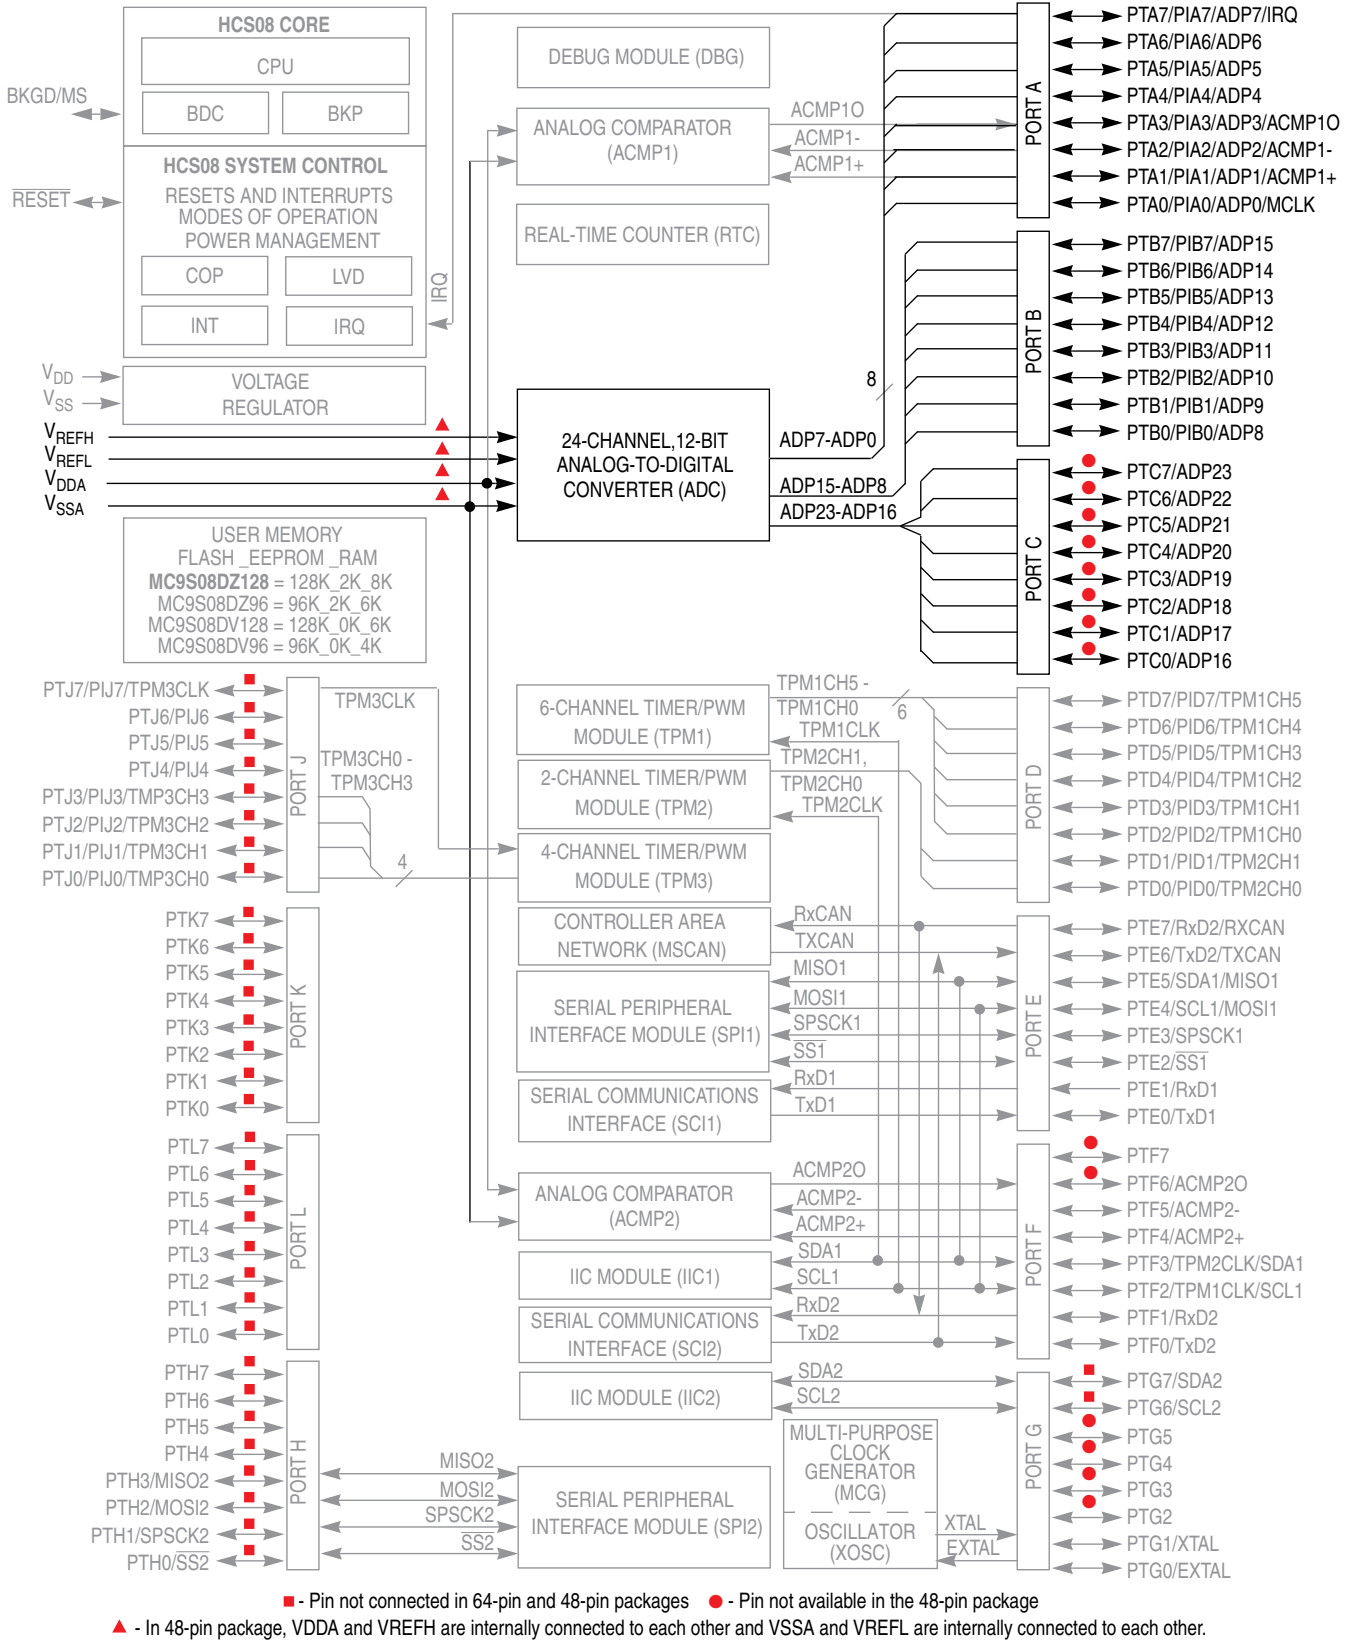 HCS08 CORE
CPU
BDC
BKP
BKGD/MS
HCS08 SYSTEM CONTROL
RESETS AND INTERRUPTS
MODES OF OPERATION
POWER MANAGEMENT
RESET
COP
LVD
INT
IRQ
IRQ
VDD
VSS
VOLTAGE
REGULATOR
VREFH
VREFL
VDDA
VSSA
USER MEMORY
FLASH _EEPROM _RAM
MC9S08DZ128 = 128K_2K_8K
MC9S08DZ96 = 96K_2K_6K
MC9S08DV128 = 128K_0K_6K
MC9S08DV96 = 96K_0K_4K
DEBUG MODULE (DBG)
ANALOG COMPARATOR
(ACMP1)
ACMP1O
ACMP1-
ACMP1+
REAL-TIME COUNTER (RTC)
24-CHANNEL,12-BIT
ANALOG-TO-DIGITAL
CONVERTER (ADC)
8
ADP7-ADP0
ADP15-ADP8
ADP23-ADP16
PORT A
PTA7/PIA7/ADP7/IRQ
PTA6/PIA6/ADP6
PTA5/PIA5/ADP5
PTA4/PIA4/ADP4
PTA3/PIA3/ADP3/ACMP1O
PTA2/PIA2/ADP2/ACMP1-
PTA1/PIA1/ADP1/ACMP1+
PTA0/PIA0/ADP0/MCLK
PORT B
PTB7/PIB7/ADP15
PTB6/PIB6/ADP14
PTB5/PIB5/ADP13
PTB4/PIB4/ADP12
PTB3/PIB3/ADP11
PTB2/PIB2/ADP10
PTB1/PIB1/ADP9
PTB0/PIB0/ADP8
PORT C
PTC7/ADP23
PTC6/ADP22
PTC5/ADP21
PTC4/ADP20
PTC3/ADP19
PTC2/ADP18
PTC1/ADP17
PTC0/ADP16
PTJ7/PIJ7/TPM3CLK
PTJ6/PIJ6
PTJ5/PIJ5
PTJ4/PIJ4
PTJ3/PIJ3/TMP3CH3
PTJ2/PIJ2/TPM3CH2
PTJ1/PIJ1/TPM3CH1
PTJ0/PIJ0/TMP3CH0
PORT J
TPM3CLK
TPM3CH0 -
TPM3CH3
4
6-CHANNEL TIMER/PWM
MODULE (TPM1)
TPM1CH5 -
TPM1CH0
6
TPM1CLK
2-CHANNEL TIMER/PWM
MODULE (TPM2)
TPM2CH1,
TPM2CH0
TPM2CLK
4-CHANNEL TIMER/PWM
MODULE (TPM3)
PORT D
PTD7/PID7/TPM1CH5
PTD6/PID6/TPM1CH4
PTD5/PID5/TPM1CH3
PTD4/PID4/TPM1CH2
PTD3/PID3/TPM1CH1
PTD2/PID2/TPM1CH0
PTD1/PID1/TPM2CH1
PTD0/PID0/TPM2CH0
PTK7
PTK6
PTK5
PTK4
PTK3
PTK2
PTK1
PTK0
PORT K
CONTROLLER AREA
NETWORK (MSCAN)
RxCAN
TXCAN
SERIAL PERIPHERAL
INTERFACE MODULE (SPI1)
MISO1
MOSI1
SPSCK1
SS1
SERIAL COMMUNICATIONS
INTERFACE (SCI1)
RxD1
TxD1
PORT E
PTE7/RxD2/RXCAN
PTE6/TxD2/TXCAN
PTE5/SDA1/MISO1
PTE4/SCL1/MOSI1
PTE3/SPSCK1
PTE2/SS1
PTE1/RxD1
PTE0/TxD1
PTL7
PTL6
PTL5
PTL4
PTL3
PTL2
PTL1
PTL0
PORT L
ANALOG COMPARATOR
(ACMP2)
ACMP2O
ACMP2-
ACMP2+
IIC MODULE (IIC1)
SDA1
SCL1
SERIAL COMMUNICATIONS
INTERFACE (SCI2)
RxD2
TxD2
PORT F
PTF7
PTF6/ACMP2O
PTF5/ACMP2-
PTF4/ACMP2+
PTF3/TPM2CLK/SDA1
PTF2/TPM1CLK/SCL1
PTF1/RxD2
PTF0/TxD2
PTH7
PTH6
PTH5
PTH4
PTH3/MISO2
PTH2/MOSI2
PTH1/SPSCK2
PTH0/SS2
PORT H
MISO2
MOSI2
SPSCK2
SS2
IIC MODULE (IIC2)
SDA2
SCL2
SERIAL PERIPHERAL
INTERFACE MODULE (SPI2)
MULTI-PURPOSE
CLOCK
GENERATOR
(MCG)
OSCILLATOR
(XOSC)
XTAL
EXTAL
PORT G
PTG7/SDA2
PTG6/SCL2
PTG5
PTG4
PTG3
PTG2
PTG1/XTAL
PTG0/EXTAL
- Pin not connected in 64-pin and 48-pin packages
- Pin not available in the 48-pin package
- In 48-pin package, VDDA and VREFH are internally connected to each other and VSSA and VREFL are internally connected to each other.